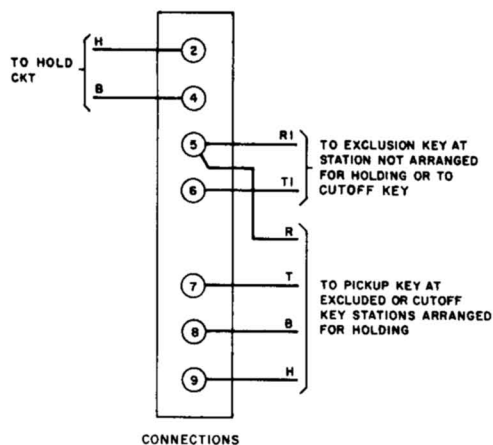 H
2
TO HOLD
CKT
B
4
5
R1
6
T1
TO EXCLUSION KEY AT
STATION NOT ARRANGED
FOR HOLDING OR TO
CUTOFF KEY
R
7
T
8
B
9
H
TO PICKUP KEY AT
EXCLUDED OR CUTOFF
KEY STATIONS ARRANGED
FOR HOLDING
CONNECTIONS